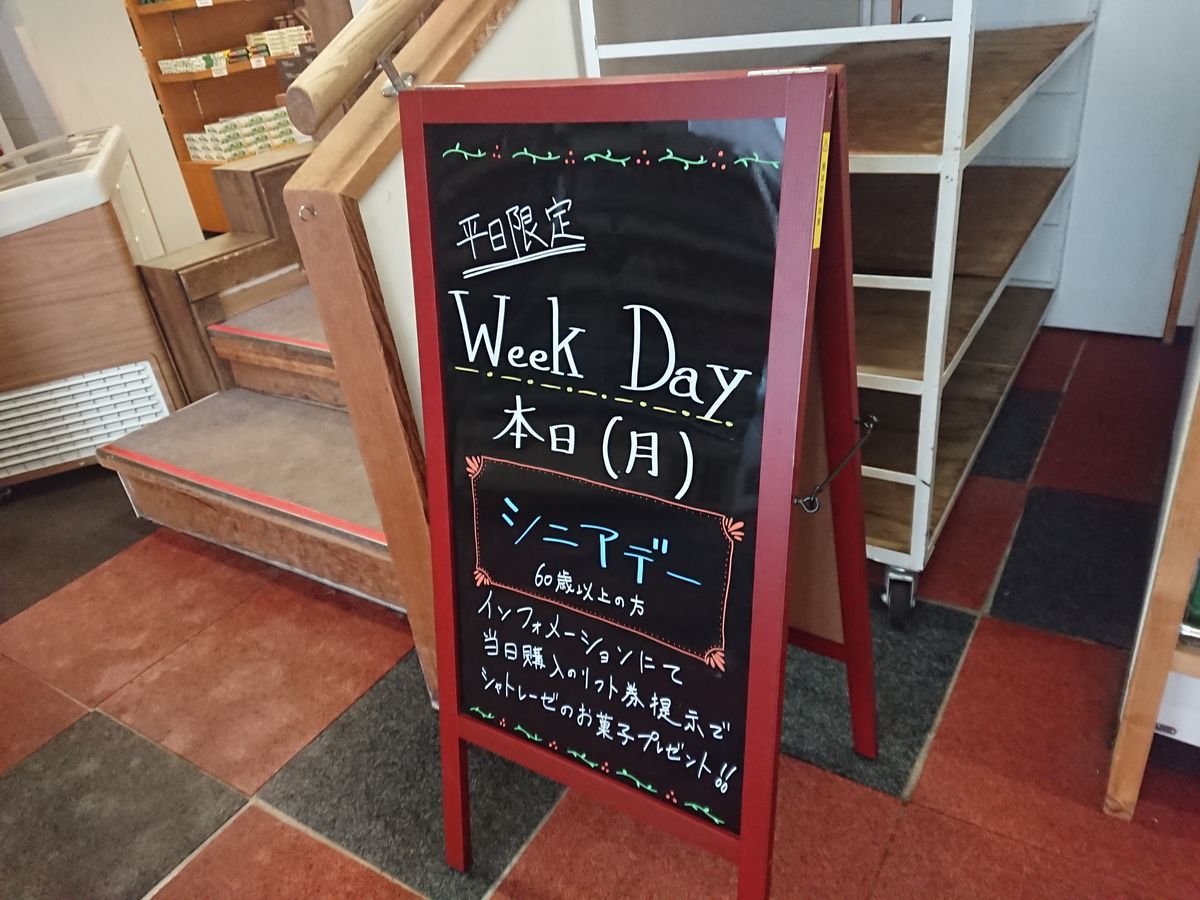 平日限定
Week Day
本日(月)
シニアデー
60歳以上の方
インフォメーションにて
当日購入のリフト券提示で
シャトレーゼのお菓子プレゼント!!